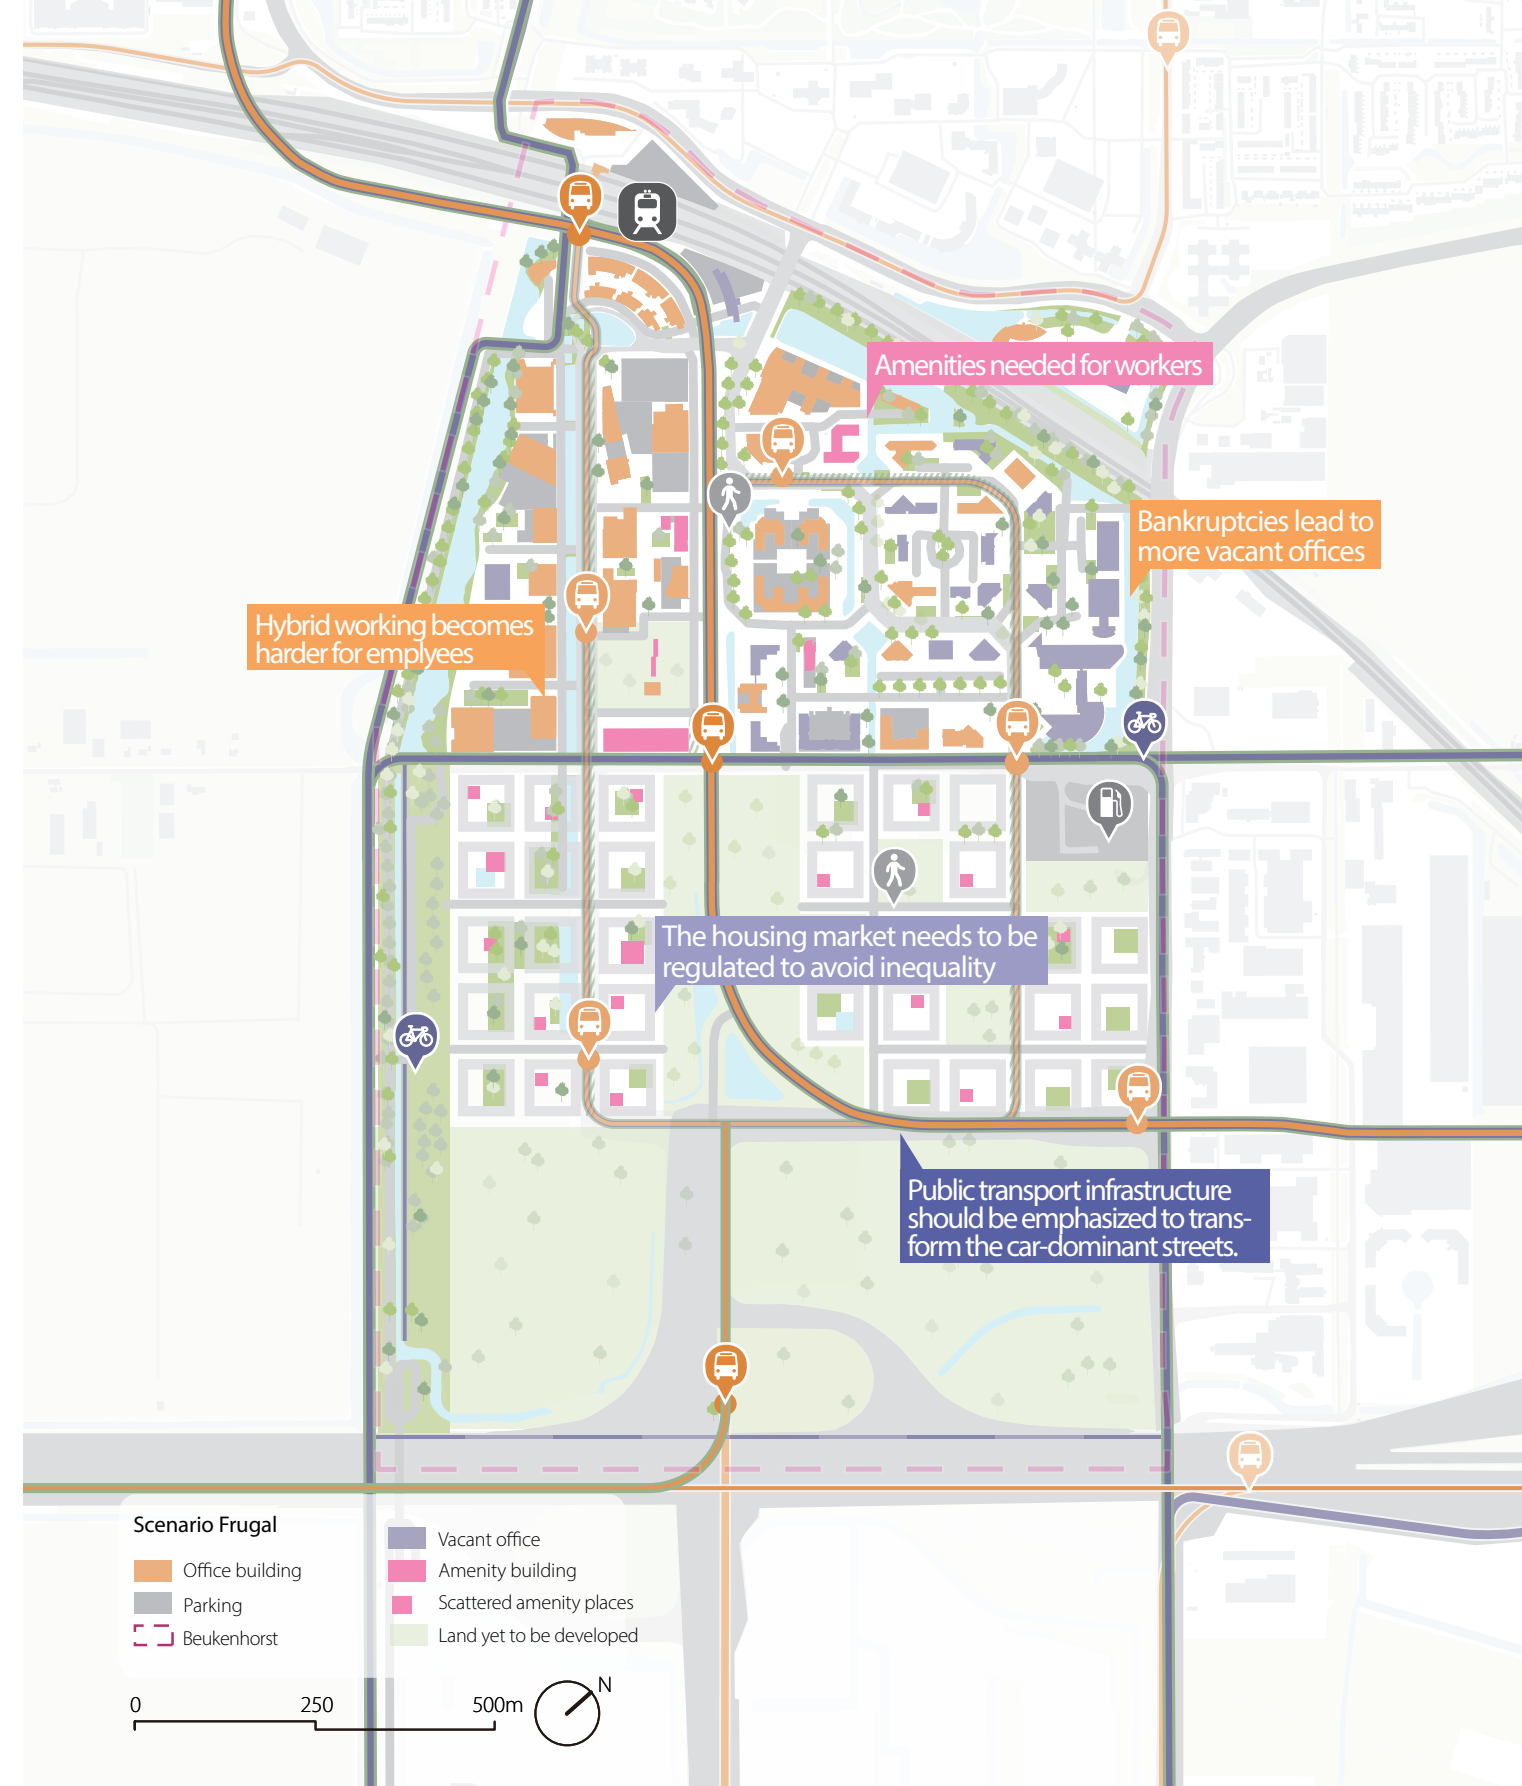 Amenities needed for workers
Bankruptcies lead to
more vacant offices
Hybrid working becomes
harder for emplyees
The housing market needs to be
regulated to avoid inequality
Public transport infrastructure
should be emphasized to trans-
form the car-dominant streets.
Scenario Frugal
Office building
Parking
Beukenhorst
Vacant office
Amenity building
Scattered amenity places
Land yet to be developed
0 250 500m
N